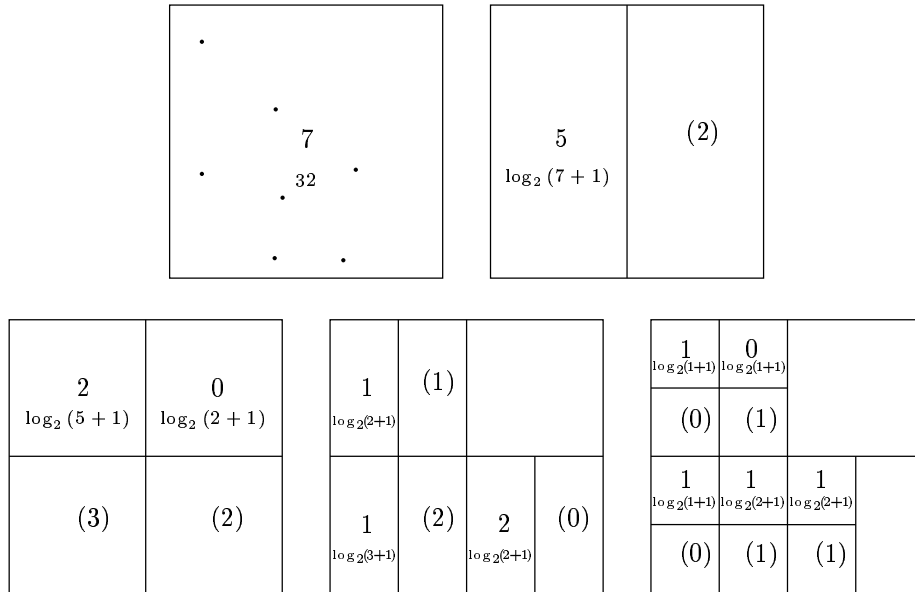 7
32
5
log₂ (7 + 1)
(2)
2
log₂ (5 + 1)
0
log₂ (2 + 1)
(3)
(2)
1
log₂(2+1)
(1)
1
log₂(3+1)
(2)
2
log₂(2+1)
(0)
1
log₂(1+1)
0
log₂(1+1)
(0)
(1)
1
log₂(1+1)
1
log₂(2+1)
1
log₂(2+1)
(0)
(1)
(1)